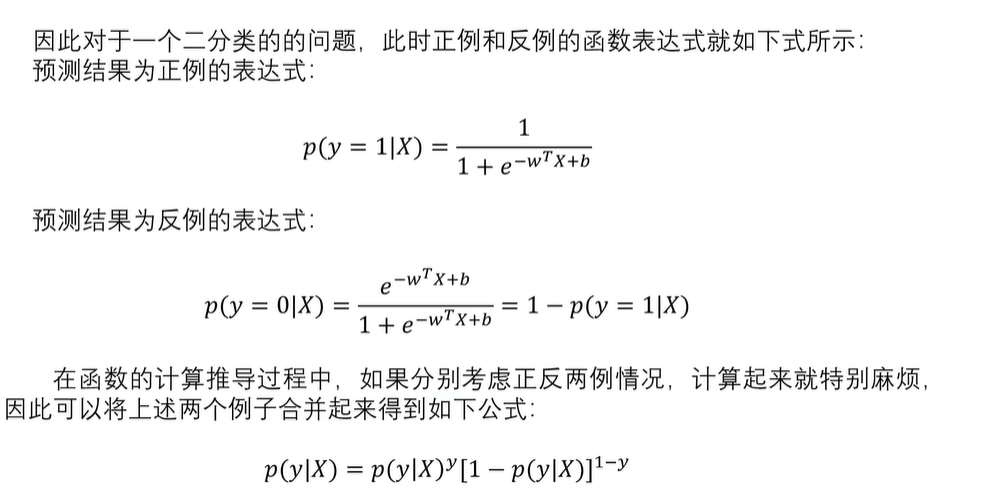 因此对于一个二分类的的问题，此时正例和反例的函数表达式就如下式所示：
预测结果为正例的表达式：
p(y = 1|X) = \frac{1}{1 + e^{-w^T X+b}}
预测结果为反例的表达式：
p(y = 0|X) = \frac{e^{-w^T X+b}}{1 + e^{-w^T X+b}} = 1 − p(y = 1|X)
在函数的计算推导过程中，如果分别考虑正反两例情况，计算起来就特别麻烦，
因此可以将上述两个例子合并起来得到如下公式：
p(y|X) = p(y|X)^y [1 − p(y|X)]^{1−y}